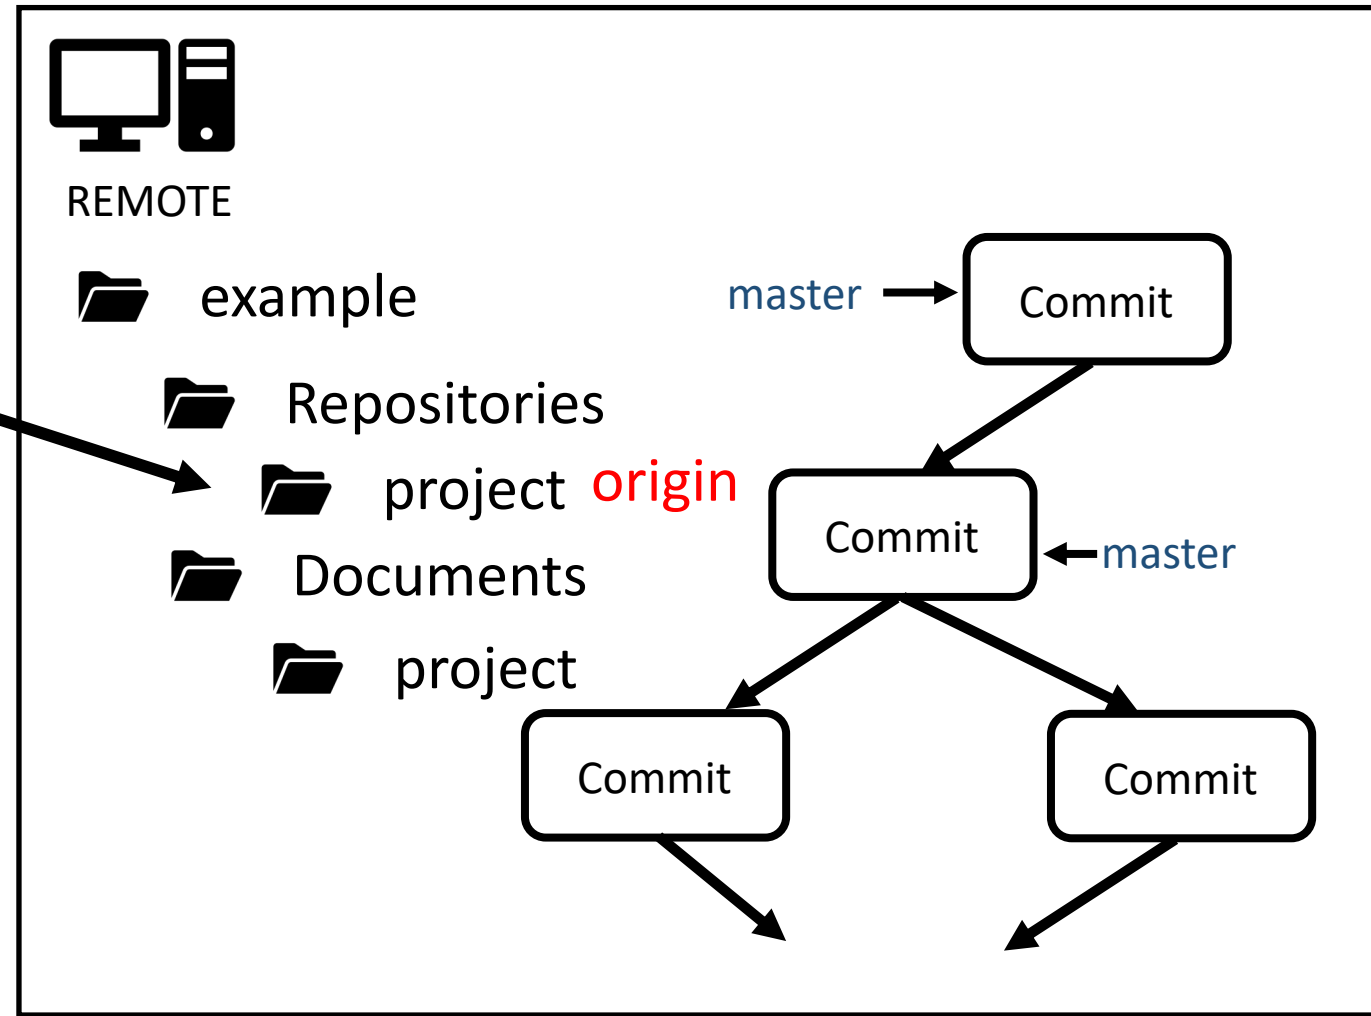 REMOTE
example
Repositories
project origin
Documents
project
master
Commit
Commit
master
Commit
Commit